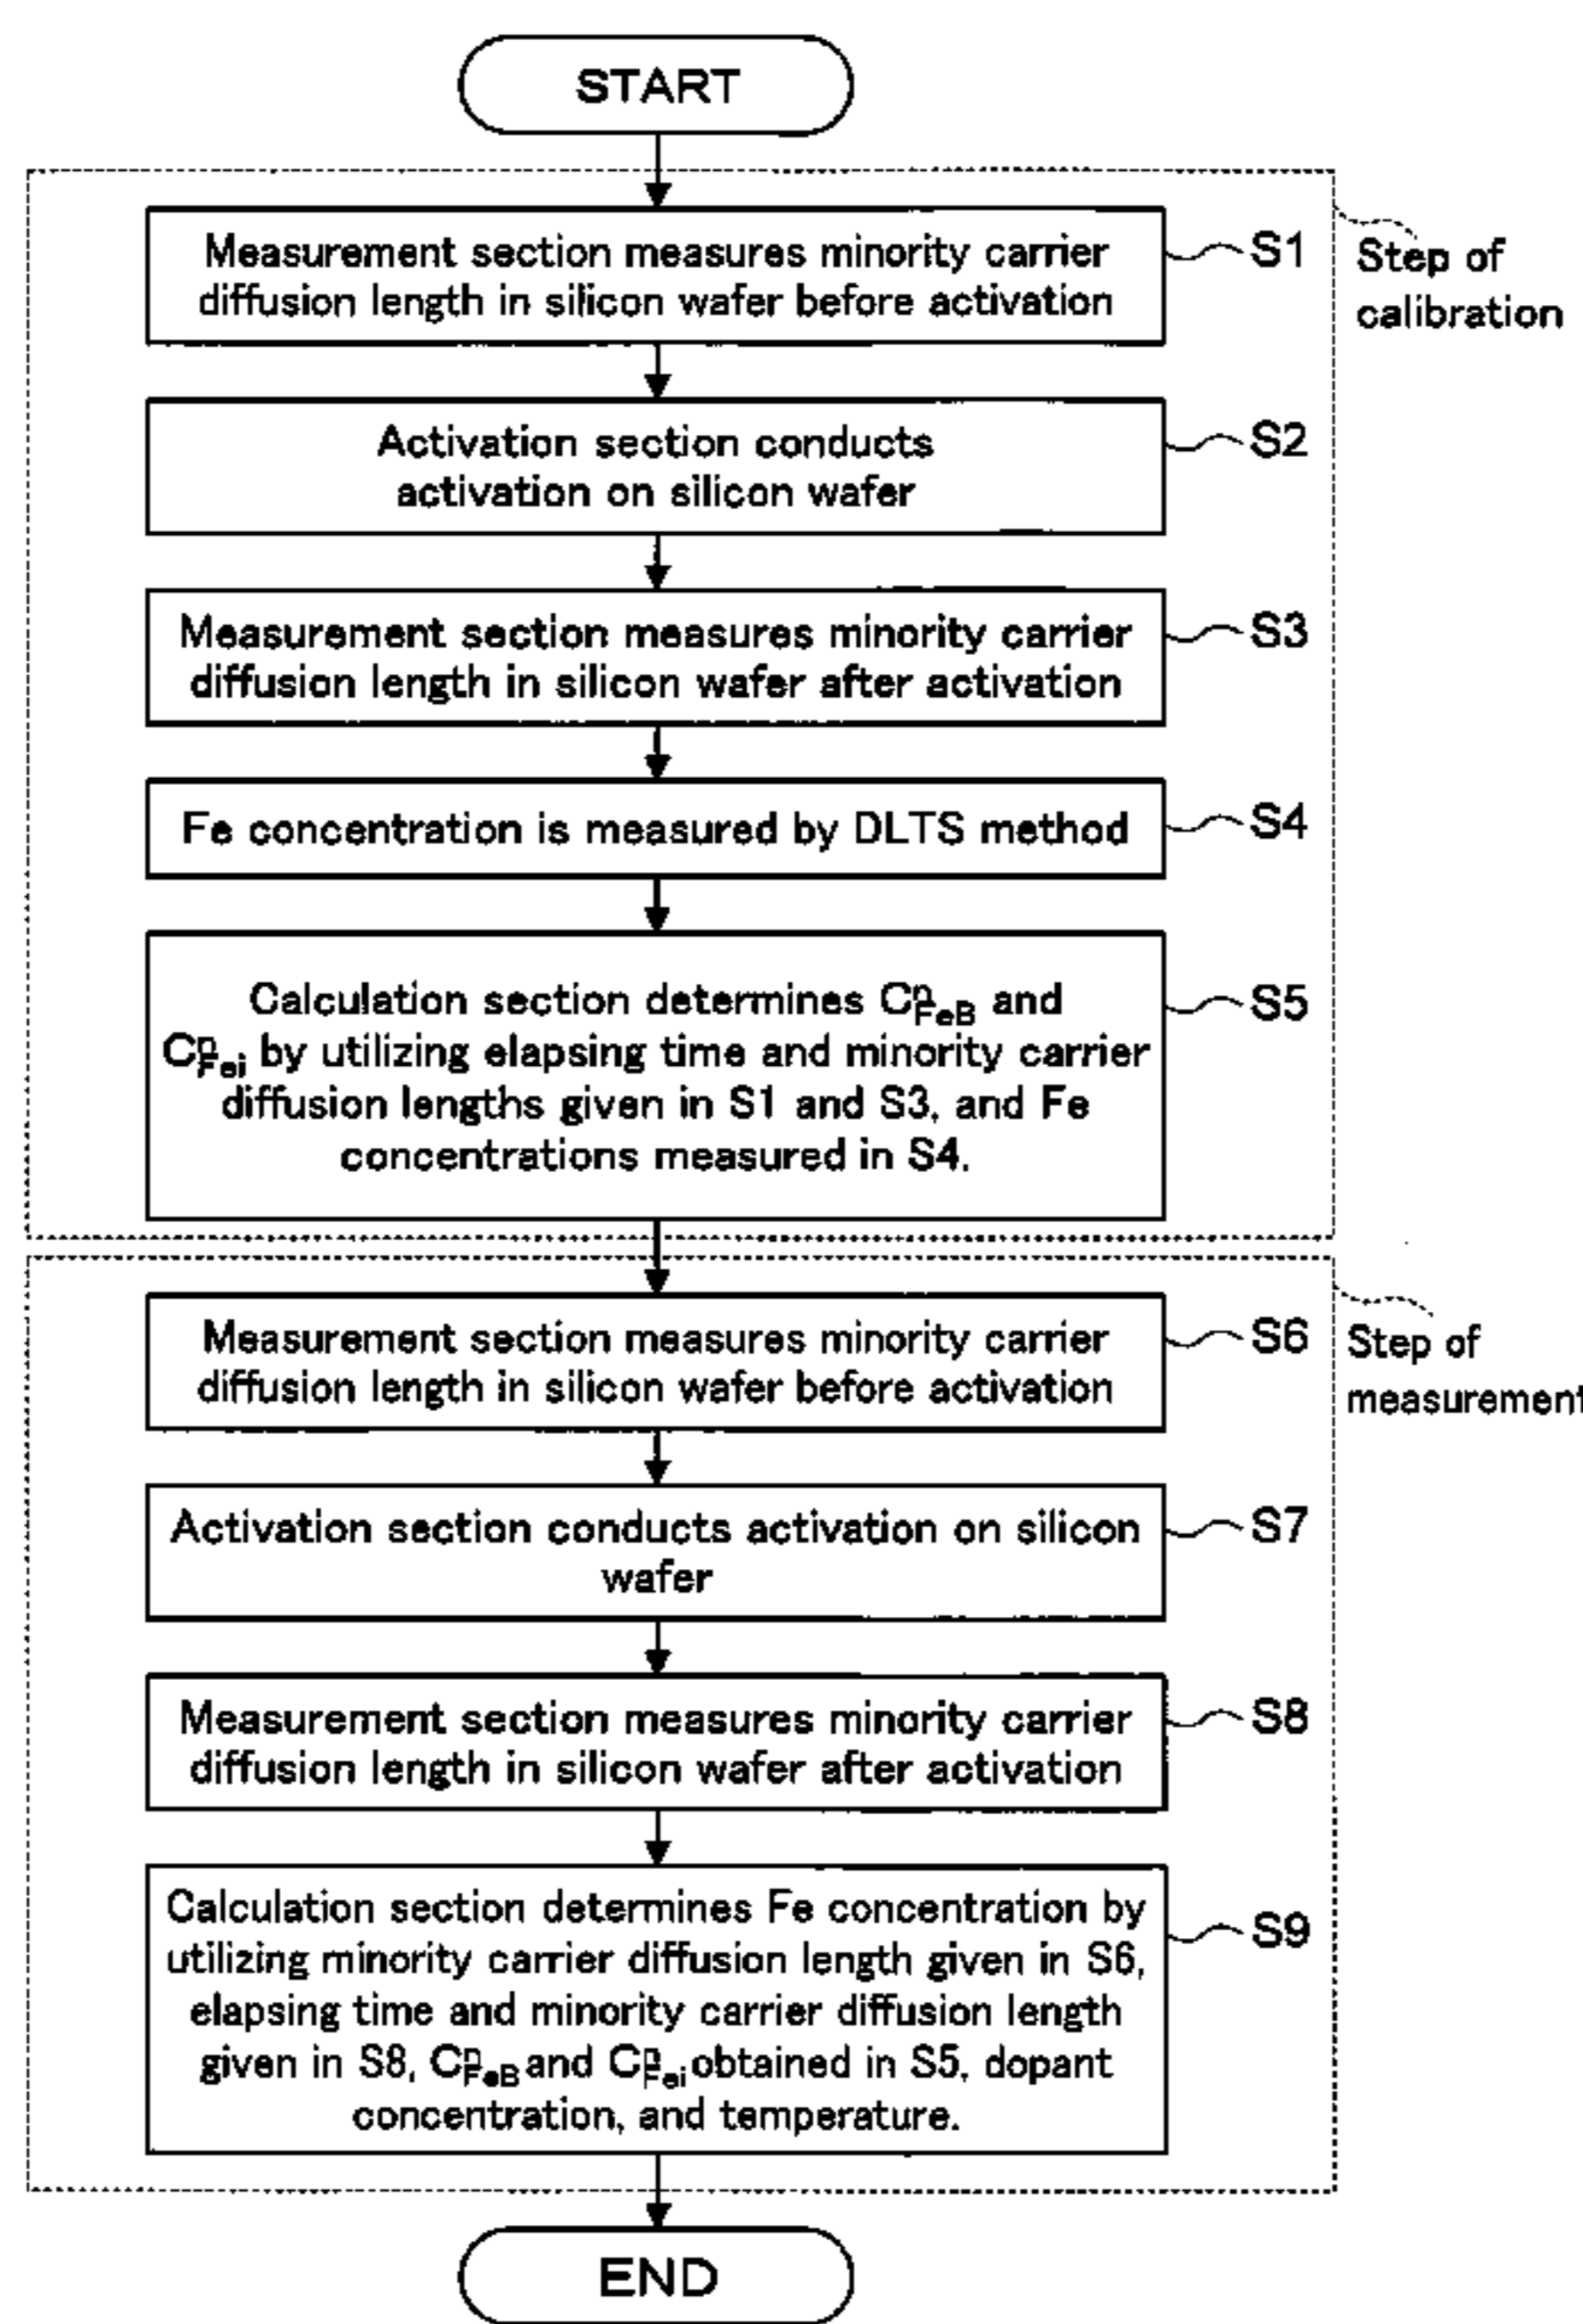 START
Measurement section measures minority carrier
diffusion length in silicon wafer before activation
S1
Step of
calibration
Activation section conducts
activation on silicon wafer
S2
Measurement section measures minority carrier
diffusion length in silicon wafer after activation
S3
Fe concentration is measured by DLTS method
S4
Calculation section determines C^n_FeB and
C^n_Fei by utilizing elapsing time and minority carrier
diffusion lengths given in S1 and S3, and Fe
concentrations measured in S4.
S5
Measurement section measures minority carrier
diffusion length in silicon wafer before activation
S6
Step of
measurement
Activation section conducts activation on silicon
wafer
S7
Measurement section measures minority carrier
diffusion length in silicon wafer after activation
S8
Calculation section determines Fe concentration by
utilizing minority carrier diffusion length given in S6,
elapsing time and minority carrier diffusion length
given in S8, C^n_FeB and C^n_Fei obtained in S5, dopant
concentration, and temperature.
S9
END